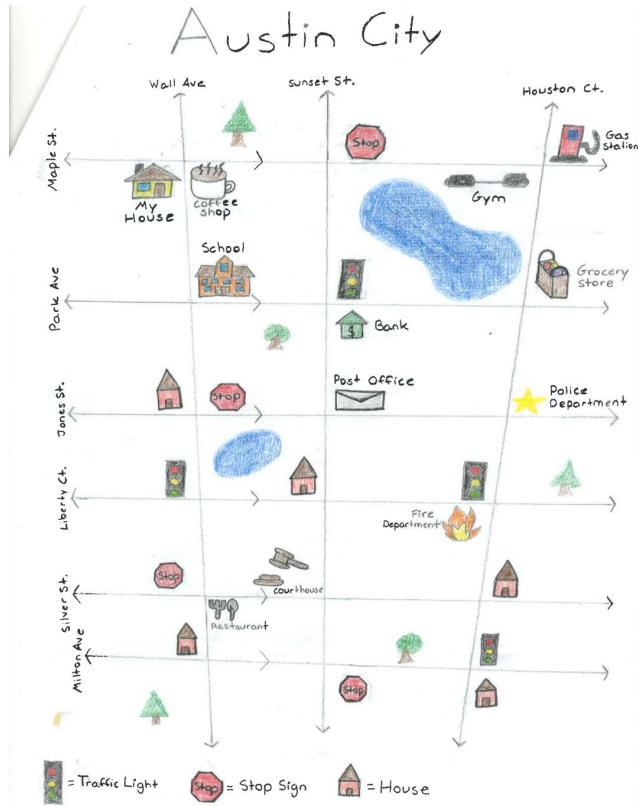 Austin City
Wall Ave
Sunset St.
Houston Ct.
Maple St.
Stop
Gas
Station
My
House
Coffee
shop
Gym
School
Grocery
store
Park Ave
Bank
Jones St.
Stop
Post Office
Police
Department
Liberty Ct.
Fire
Department
Stop
courthouse
Silver St.
Restaurant
Milton Ave
Stop
= Traffic Light
Stop
= Stop Sign
= House